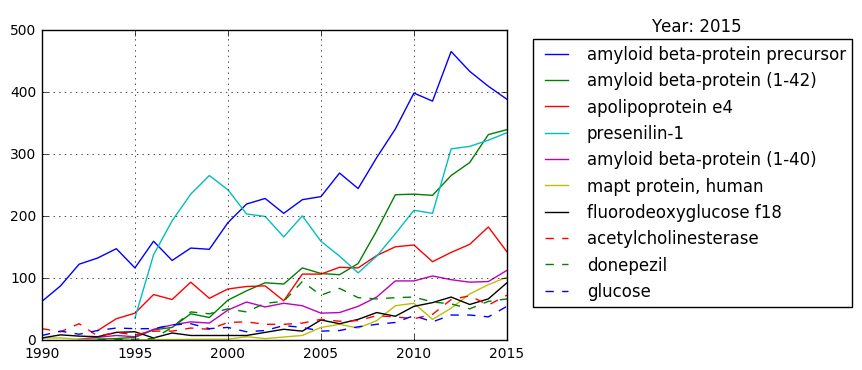 Year: 2015
500
400
300
200
100
0
1990
1995
2000
2005
2010
2015
amyloid beta-protein precursor
amyloid beta-protein (1-42)
apolipoprotein e4
presenilin-1
amyloid beta-protein (1-40)
mapt protein, human
fluorodeoxyglucose f18
acetylcholinesterase
donepezil
glucose